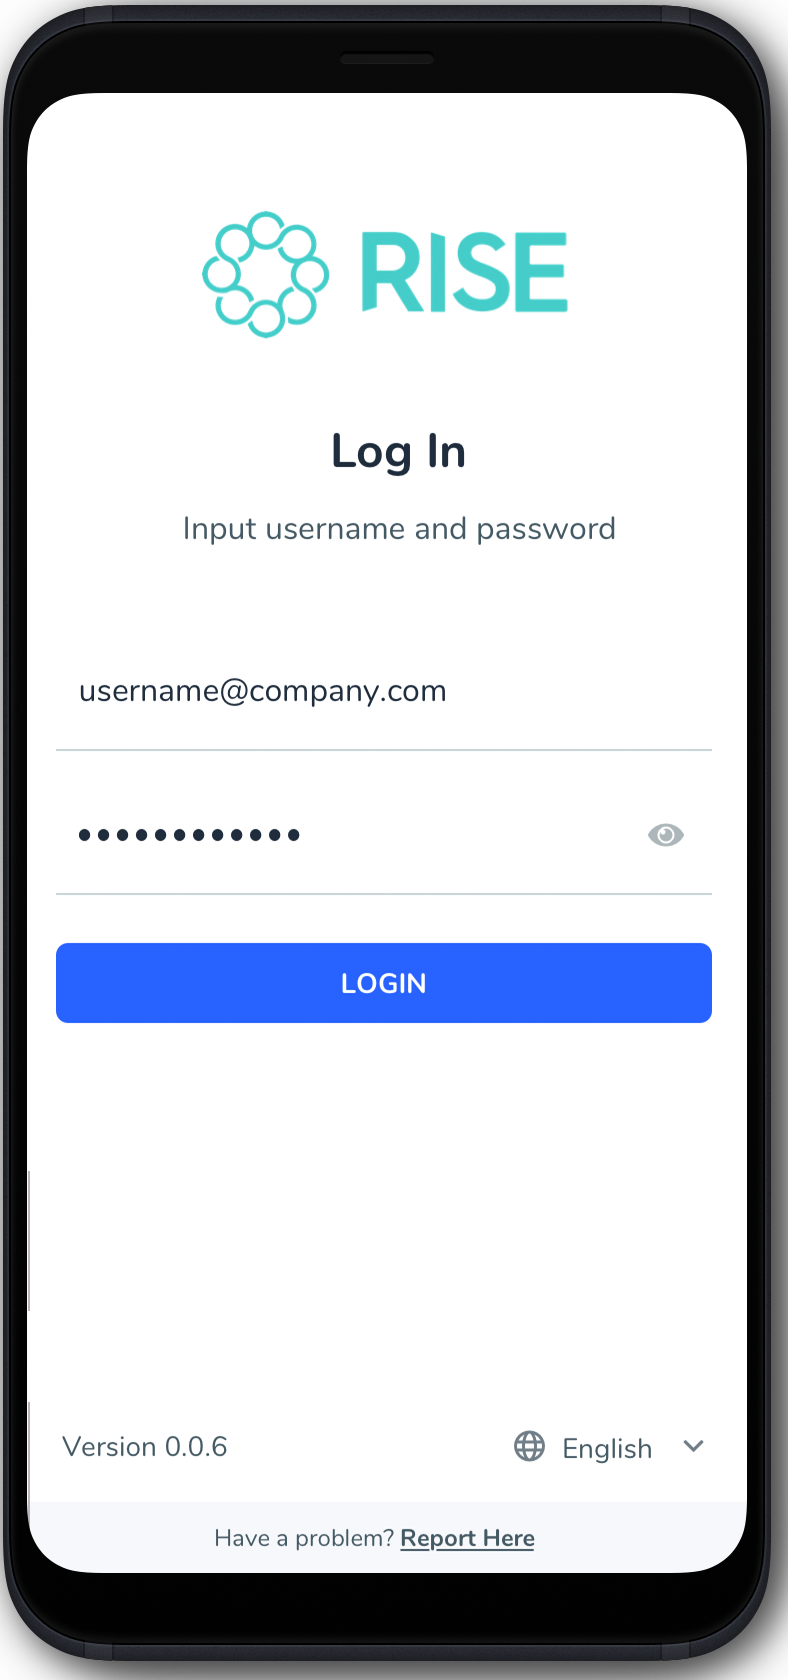 RISE
Log In
Input username and password
username@company.com
••••••••••••
LOGIN
Version 0.0.6
English
Have a problem? Report Here